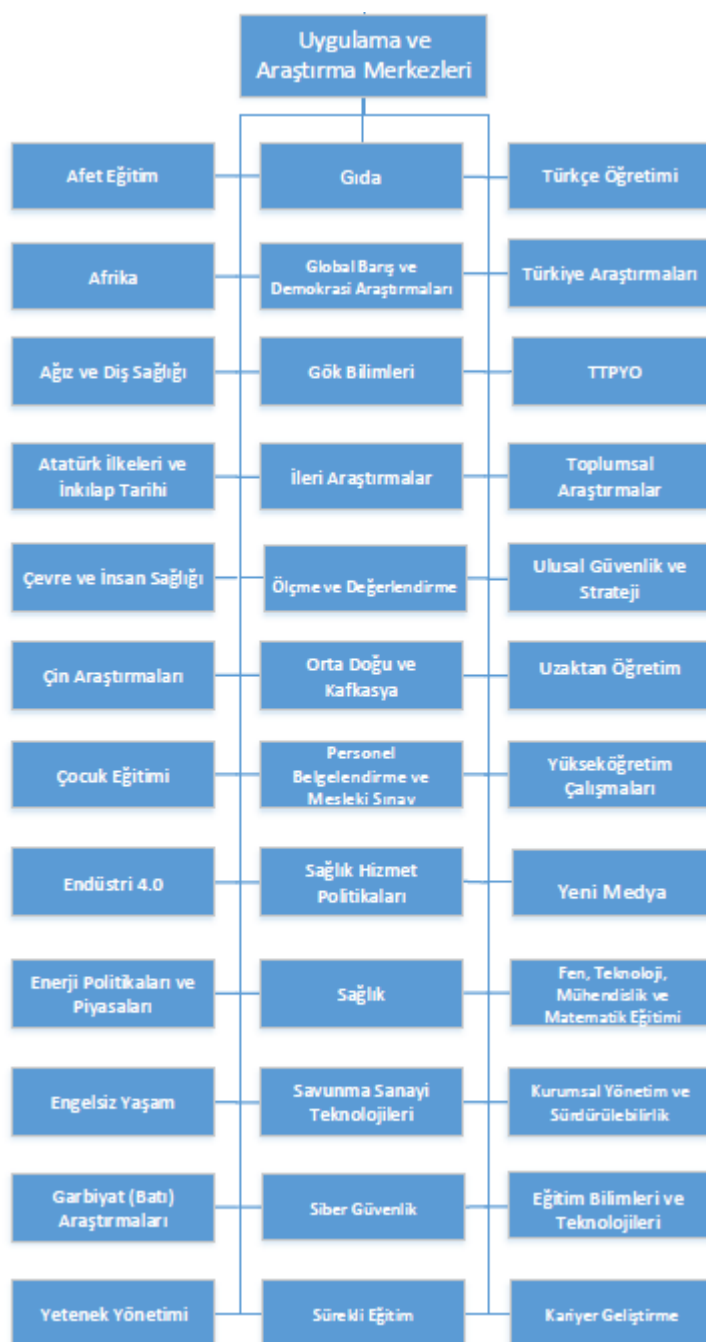 Uygulama ve
Araştırma Merkezleri
Afet Eğitim
Gıda
Türkçe Öğretimi
Afrika
Global Barış ve
Demokrasi Araştırmaları
Türkiye Araştırmaları
Ağız ve Diş Sağlığı
Gök Bilimleri
TTPYO
Atatürk İlkeleri ve
İnkılap Tarihi
İleri Araştırmalar
Toplumsal
Araştırmalar
Çevre ve İnsan Sağlığı
Ölçme ve Değerlendirme
Ulusal Güvenlik ve
Strateji
Çin Araştırmaları
Orta Doğu ve
Kafkasya
Uzaktan Öğretim
Çocuk Eğitimi
Personel
Belgelendirme ve
Mesleki Sınav
Yükseköğretim
Çalışmaları
Endüstri 4.0
Sağlık Hizmet
Politikaları
Yeni Medya
Enerji Politikaları ve
Piyasaları
Sağlık
Fen, Teknoloji,
Mühendislik ve
Matematik Eğitimi
Engelsiz Yaşam
Savunma Sanayi
Teknolojileri
Kurumsal Yönetim ve
Sürdürülebilirlik
Garbiyat (Batı)
Araştırmaları
Siber Güvenlik
Eğitim Bilimleri ve
Teknolojileri
Yetenek Yönetimi
Sürekli Eğitim
Kariyer Geliştirme